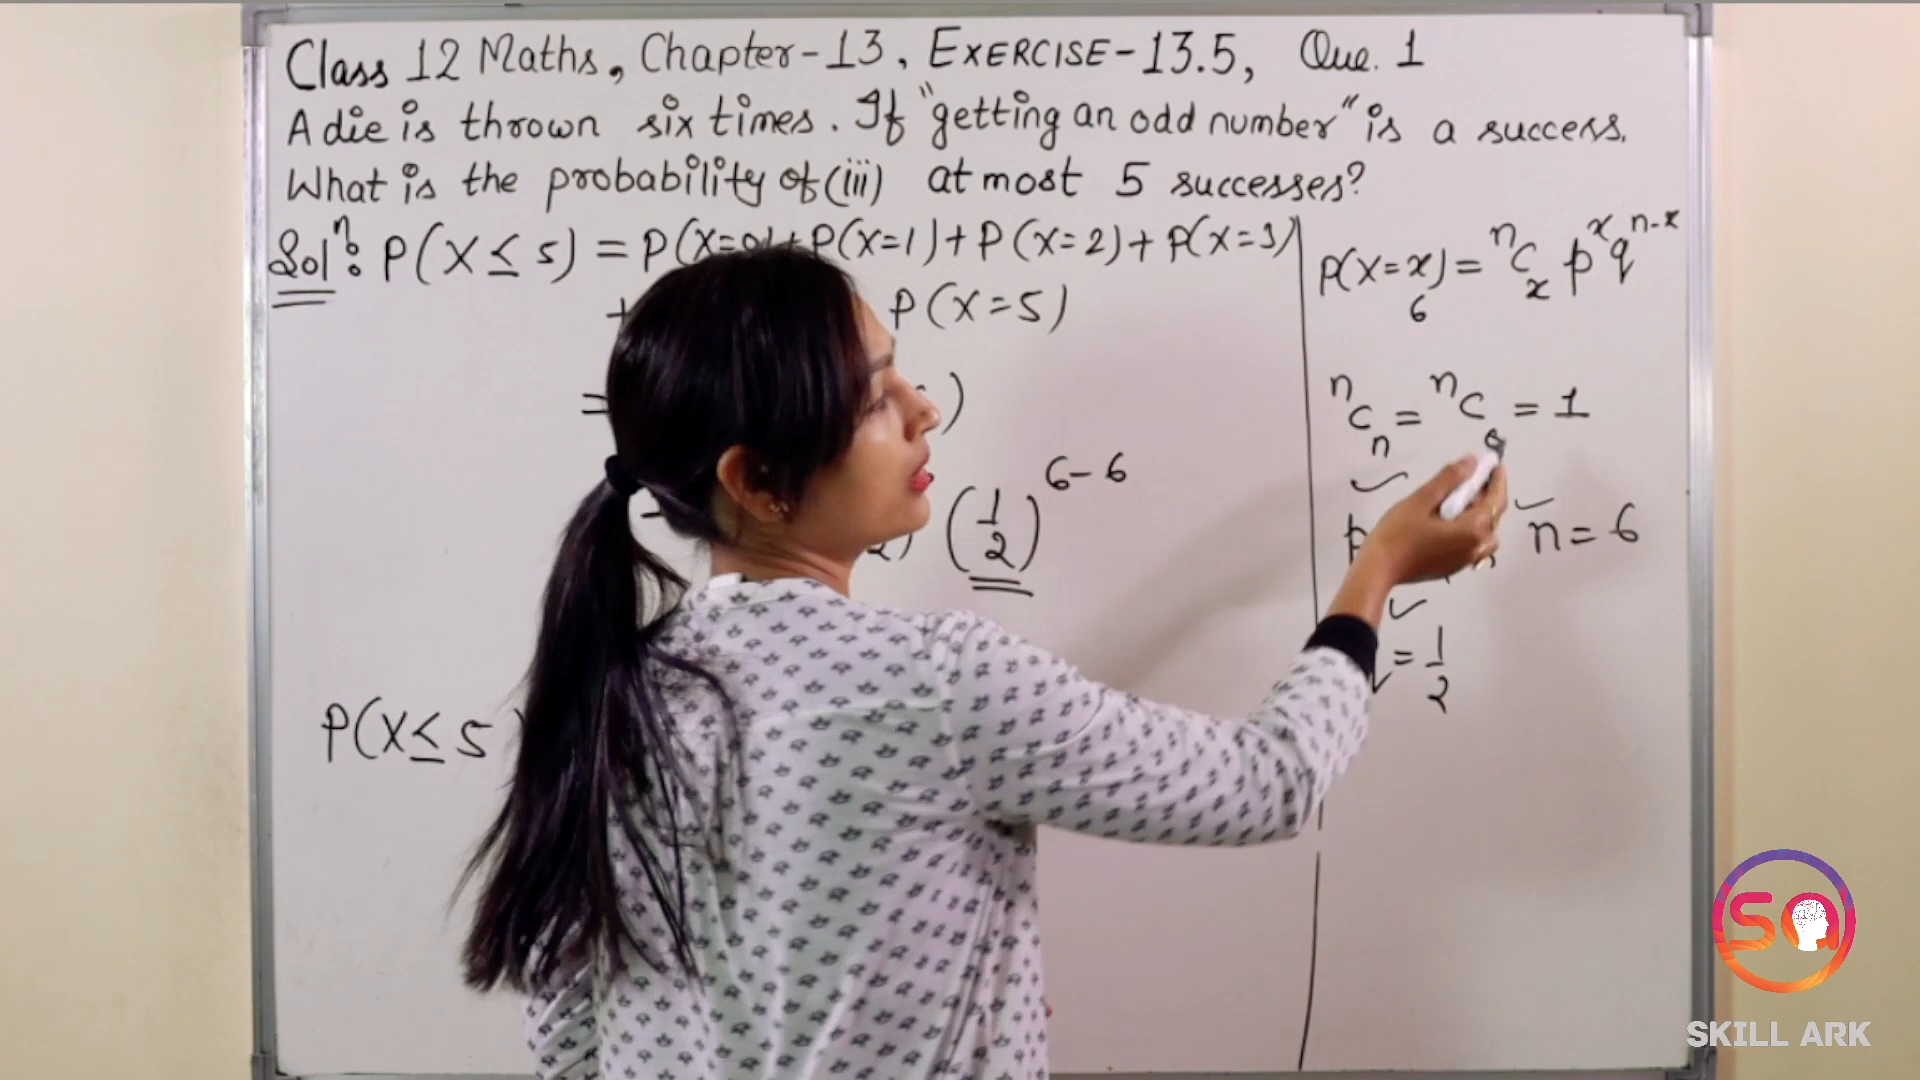 Class 12 Maths, Chapter-13, EXERCISE-13.5, Que. 1
A die is thrown six times. If "getting an odd number" is a success.
What is the probability of (iii) at most 5 successes?
Solⁿ: P(X ≤ 5) = P(X=0) + P(X=1) + P(X=2) + P(X=3)
+ P(X=5)
= )
(1/2)^(6-6)
P(X ≤ 5
P(X=x) = ⁿCₓ pˣ qⁿ⁻ˣ
6
ⁿCₙ = ⁿC₀ = 1
n = 6
= 1/2
SA
SKILL ARK